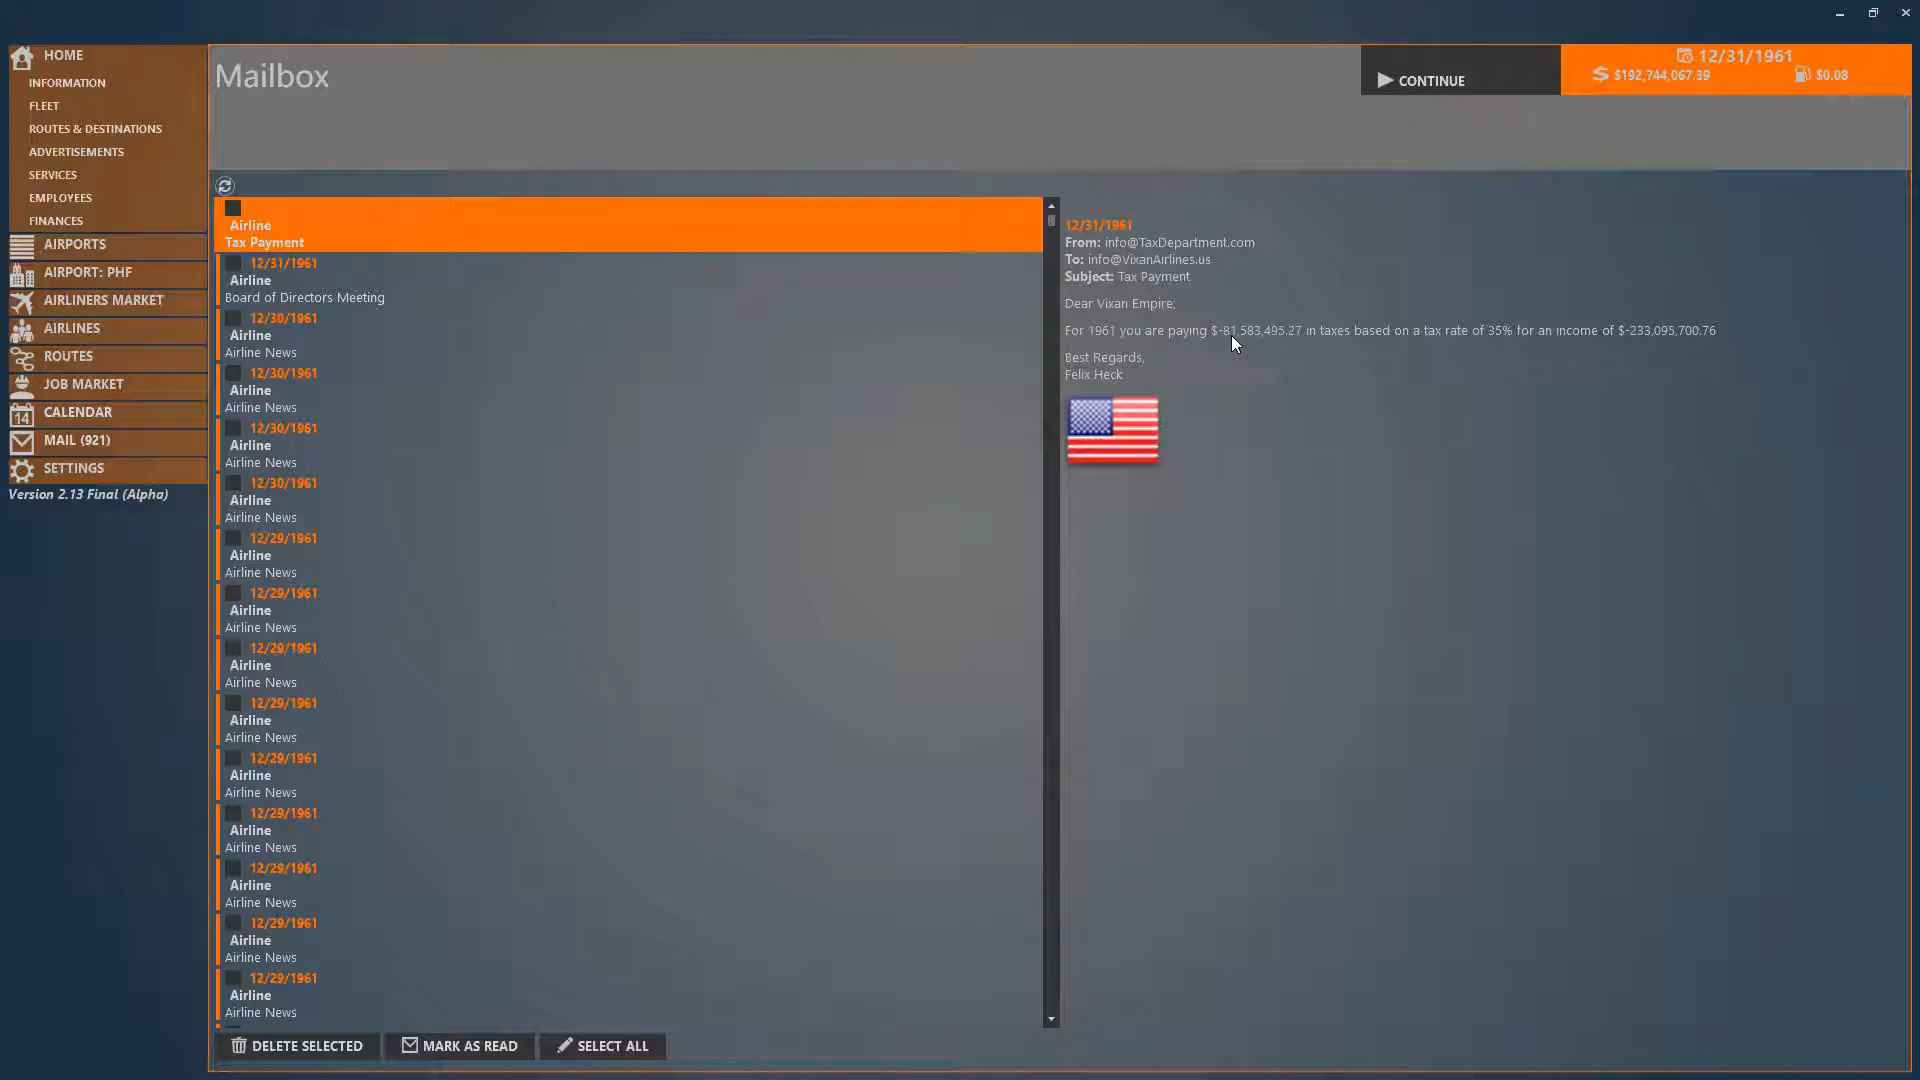 HOME
INFORMATION
FLEET
ROUTES & DESTINATIONS
ADVERTISEMENTS
SERVICES
EMPLOYEES
FINANCES
AIRPORTS
AIRPORT: PHF
AIRLINERS MARKET
AIRLINES
ROUTES
JOB MARKET
14 CALENDAR
MAIL (921)
SETTINGS
Version 2.13 Final (Alpha)
Mailbox
CONTINUE
12/31/1961
$192,744,067.39 $0.08
Airline
Tax Payment
12/31/1961
Airline
Board of Directors Meeting
12/30/1961
Airline
Airline News
12/30/1961
Airline
Airline News
12/30/1961
Airline
Airline News
12/30/1961
Airline
Airline News
12/29/1961
Airline
Airline News
12/29/1961
Airline
Airline News
12/29/1961
Airline
Airline News
12/29/1961
Airline
Airline News
12/29/1961
Airline
Airline News
12/29/1961
Airline
Airline News
12/29/1961
Airline
Airline News
12/29/1961
Airline
Airline News
12/29/1961
Airline
Airline News
12/31/1961
From: info@TaxDepartment.com
To: info@VixanAirlines.us
Subject: Tax Payment
Dear Vixan Empire,
For 1961 you are paying $-81,583,495.27 in taxes based on a tax rate of 35% for an income of $-233,095,700.76
Best Regards,
Felix Heck
DELETE SELECTED
MARK AS READ
SELECT ALL